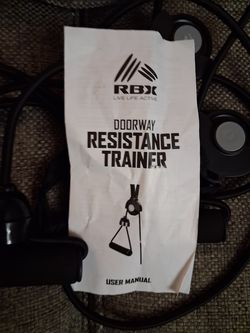 RBX
LIVE LIFE ACTIVE
DOORWAY
RESISTANCE
TRAINER
USER MANUAL